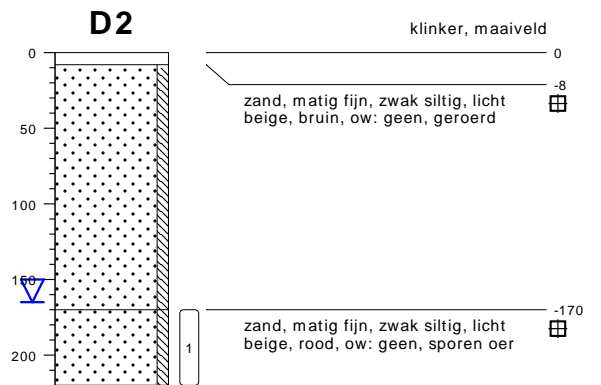 D2
klinker, maaiveld
0
0
-8
zand, matig fijn, zwak siltig, licht
beige, bruin, ow: geen, geroerd
50
100
150
-170
zand, matig fijn, zwak siltig, licht
beige, rood, ow: geen, sporen oer
1
200